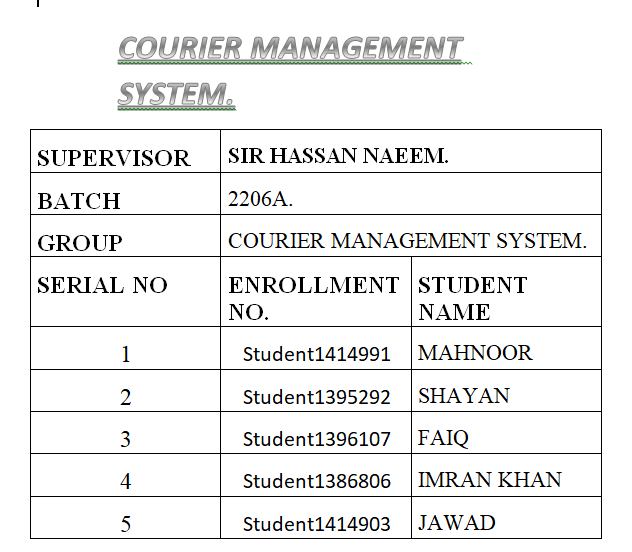 COURIER MANAGEMENT
SYSTEM.
SUPERVISOR SIR HASSAN NAEEM.
BATCH 2206A.
GROUP COURIER MANAGEMENT SYSTEM.
SERIAL NO ENROLLMENT NO. STUDENT NAME
1 Student1414991 MAHNOOR
2 Student1395292 SHAYAN
3 Student1396107 FAIQ
4 Student1386806 IMRAN KHAN
5 Student1414903 JAWAD